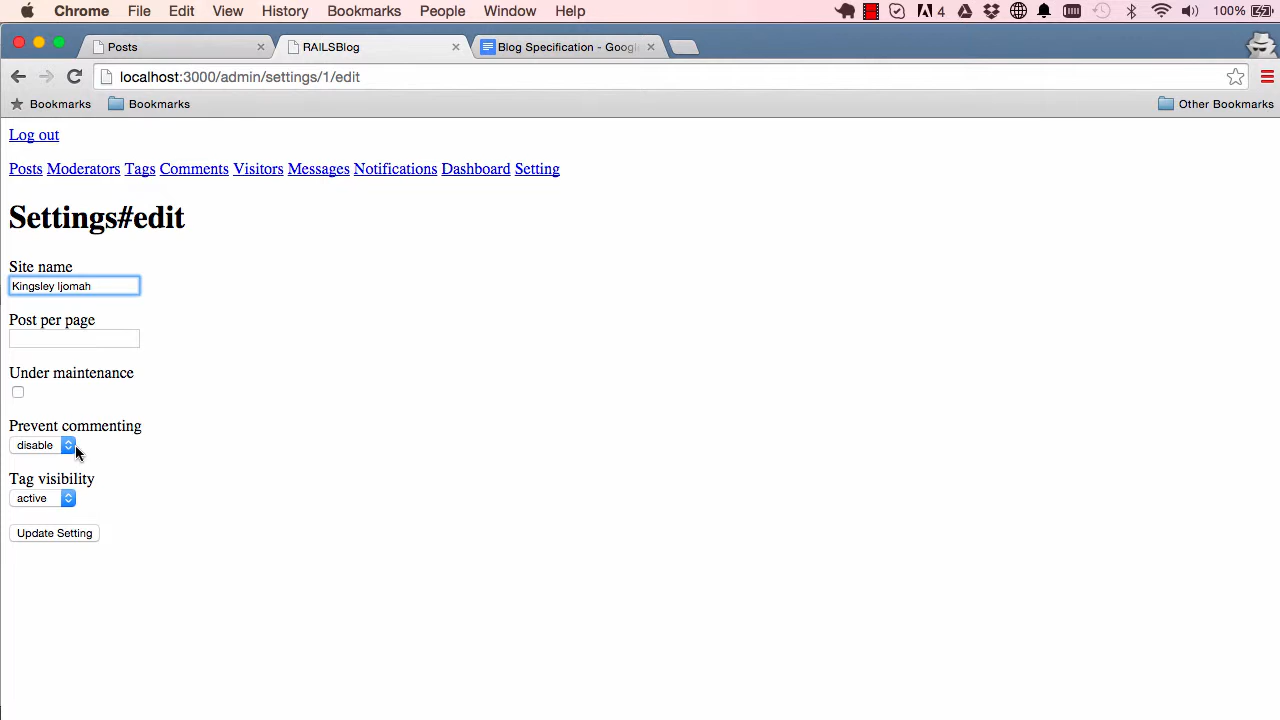 Chrome File Edit View History Bookmarks People Window Help 4 100%
Posts RAILSBlog Blog Specification - Googl
localhost:3000/admin/settings/1/edit
Bookmarks Bookmarks Other Bookmarks
Log out
Posts Moderators Tags Comments Visitors Messages Notifications Dashboard Setting
Settings#edit
Site name
Kingsley Ijomah
Post per page
Under maintenance
Prevent commenting
disable
Tag visibility
active
Update Setting